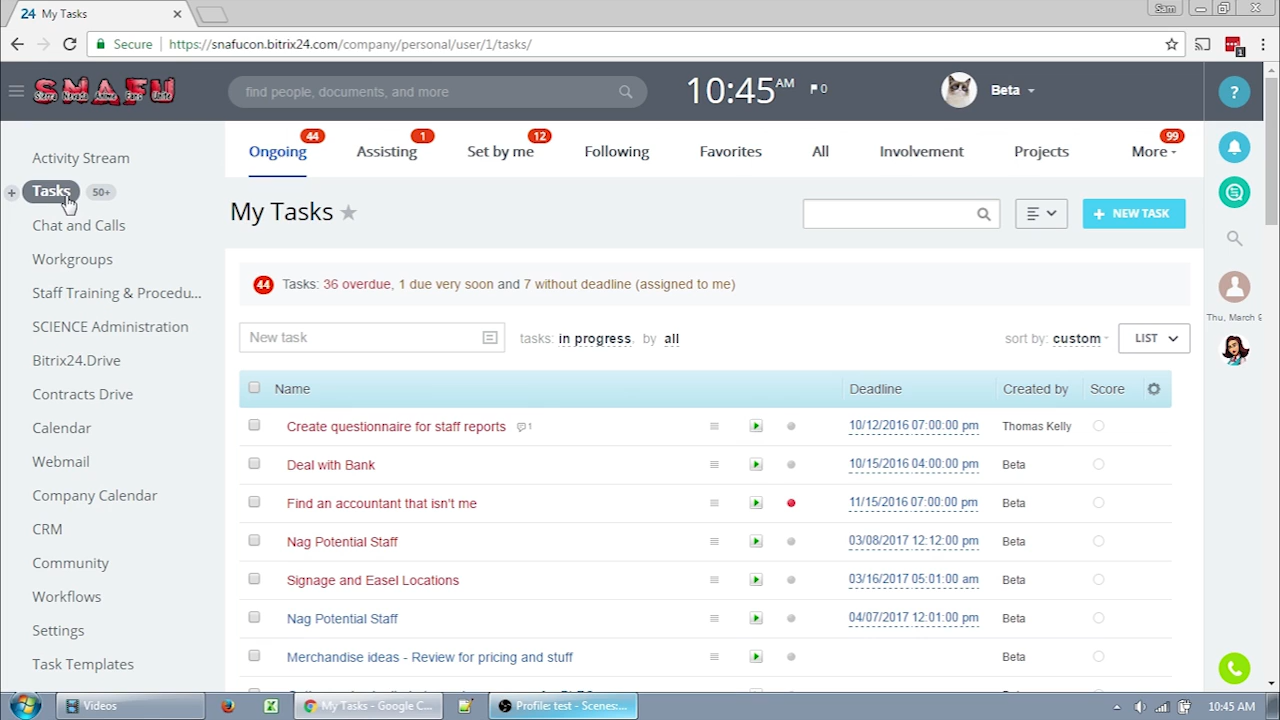 24 My Tasks
Sam
Secure https://snafucon.bitrix24.com/company/personal/user/1/tasks/
1
SNAFU
Sierra Nevada Anime Fans Unite
find people, documents, and more
10:45 AM
0
Beta
?
Activity Stream
Tasks 50+
Chat and Calls
Workgroups
Staff Training & Procedu...
SCIENCE Administration
Bitrix24.Drive
Contracts Drive
Calendar
Webmail
Company Calendar
CRM
Community
Workflows
Settings
Task Templates
44 1 12 99
Ongoing Assisting Set by me Following Favorites All Involvement Projects More
My Tasks
+ NEW TASK
44 Tasks: 36 overdue, 1 due very soon and 7 without deadline (assigned to me)
Thu, March 9
New task tasks: in progress, by all sort by: custom LIST
Name Deadline Created by Score
Create questionnaire for staff reports 1 10/12/2016 07:00:00 pm Thomas Kelly
Deal with Bank 10/15/2016 04:00:00 pm Beta
Find an accountant that isn't me 11/15/2016 07:00:00 pm Beta
Nag Potential Staff 03/08/2017 12:12:00 pm Beta
Signage and Easel Locations 03/16/2017 05:01:00 am Beta
Nag Potential Staff 04/07/2017 12:01:00 pm Beta
Merchandise ideas - Review for pricing and stuff Beta
Videos
My Tasks - Google C...
Profile: test - Scenes:...
10:45 AM